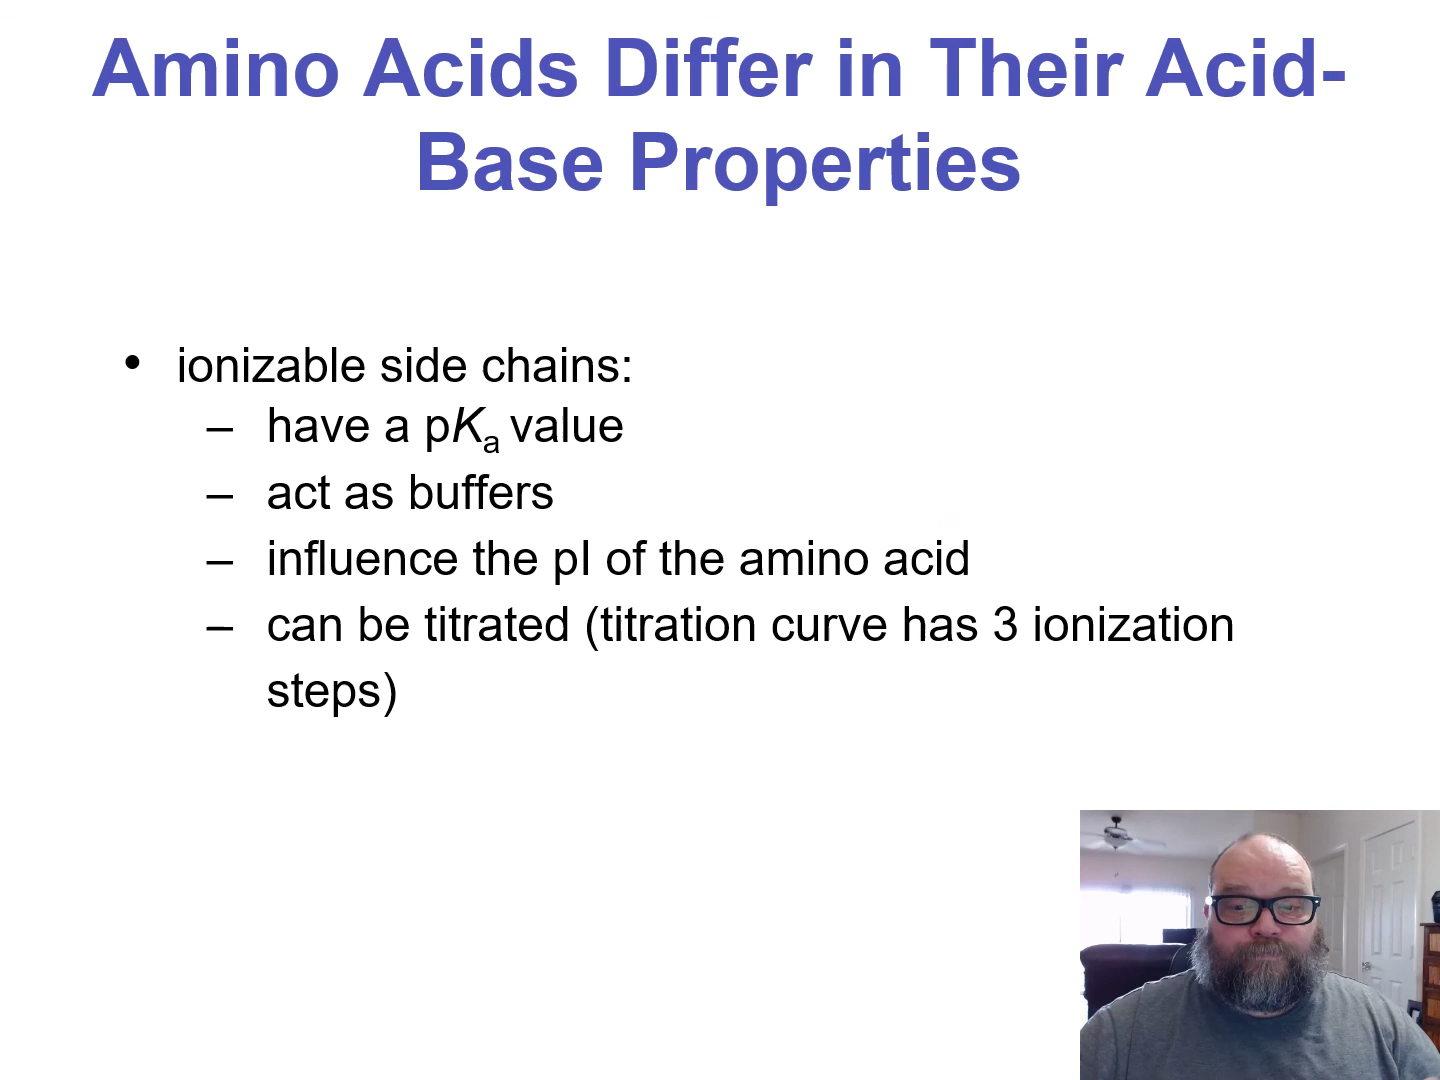 Amino Acids Differ in Their Acid-
Base Properties
• ionizable side chains:
– have a pKa value
– act as buffers
– influence the pI of the amino acid
– can be titrated (titration curve has 3 ionization
steps)